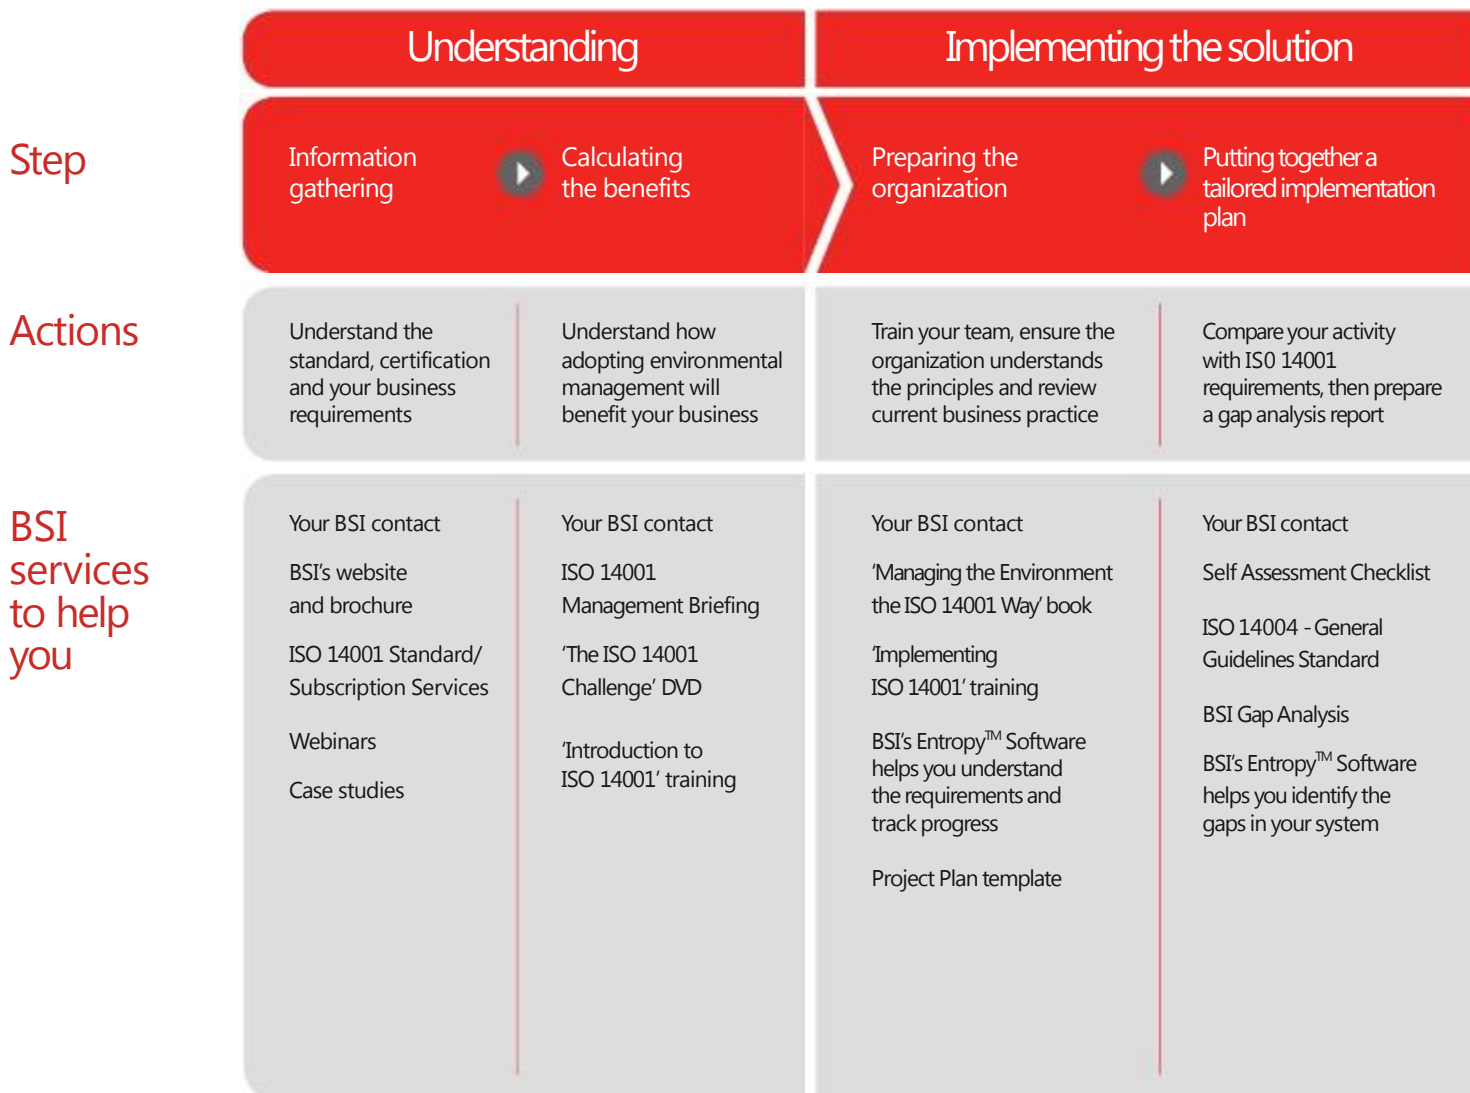 Understanding
Implementing the solution
Step
Information
gathering
Calculating
the benefits
Preparing the
organization
Putting together a
tailored implementation
plan
Actions
Understand the
standard, certification
and your business
requirements
Understand how
adopting environmental
management will
benefit your business
Train your team, ensure the
organization understands
the principles and review
current business practice
Compare your activity
with IS0 14001
requirements, then prepare
a gap analysis report
BSI
services
to help
you
Your BSI contact
BSI's website
and brochure
ISO 14001 Standard/
Subscription Services
Webinars
Case studies
Your BSI contact
ISO 14001
Management Briefing
'The ISO 14001
Challenge' DVD
'Introduction to
ISO 14001' training
Your BSI contact
'Managing the Environment
the ISO 14001 Way' book
'Implementing
ISO 14001' training
BSI's Entropy™ Software
helps you understand
the requirements and
track progress
Project Plan template
Your BSI contact
Self Assessment Checklist
ISO 14004 - General
Guidelines Standard
BSI Gap Analysis
BSI's Entropy™ Software
helps you identify the
gaps in your system